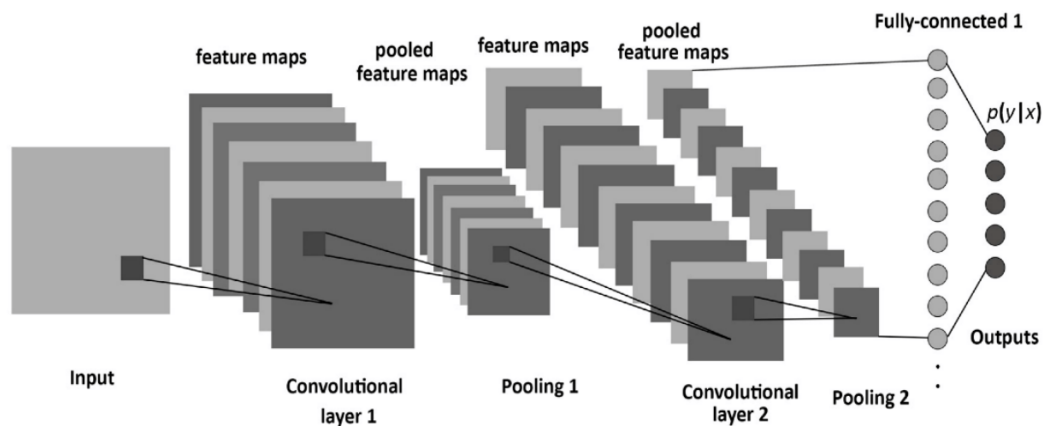 Fully-connected 1
feature maps
pooled
feature maps
feature maps
pooled
feature maps
p(y|x)
Input
Convolutional
layer 1
Pooling 1
Convolutional
layer 2
Pooling 2
Outputs